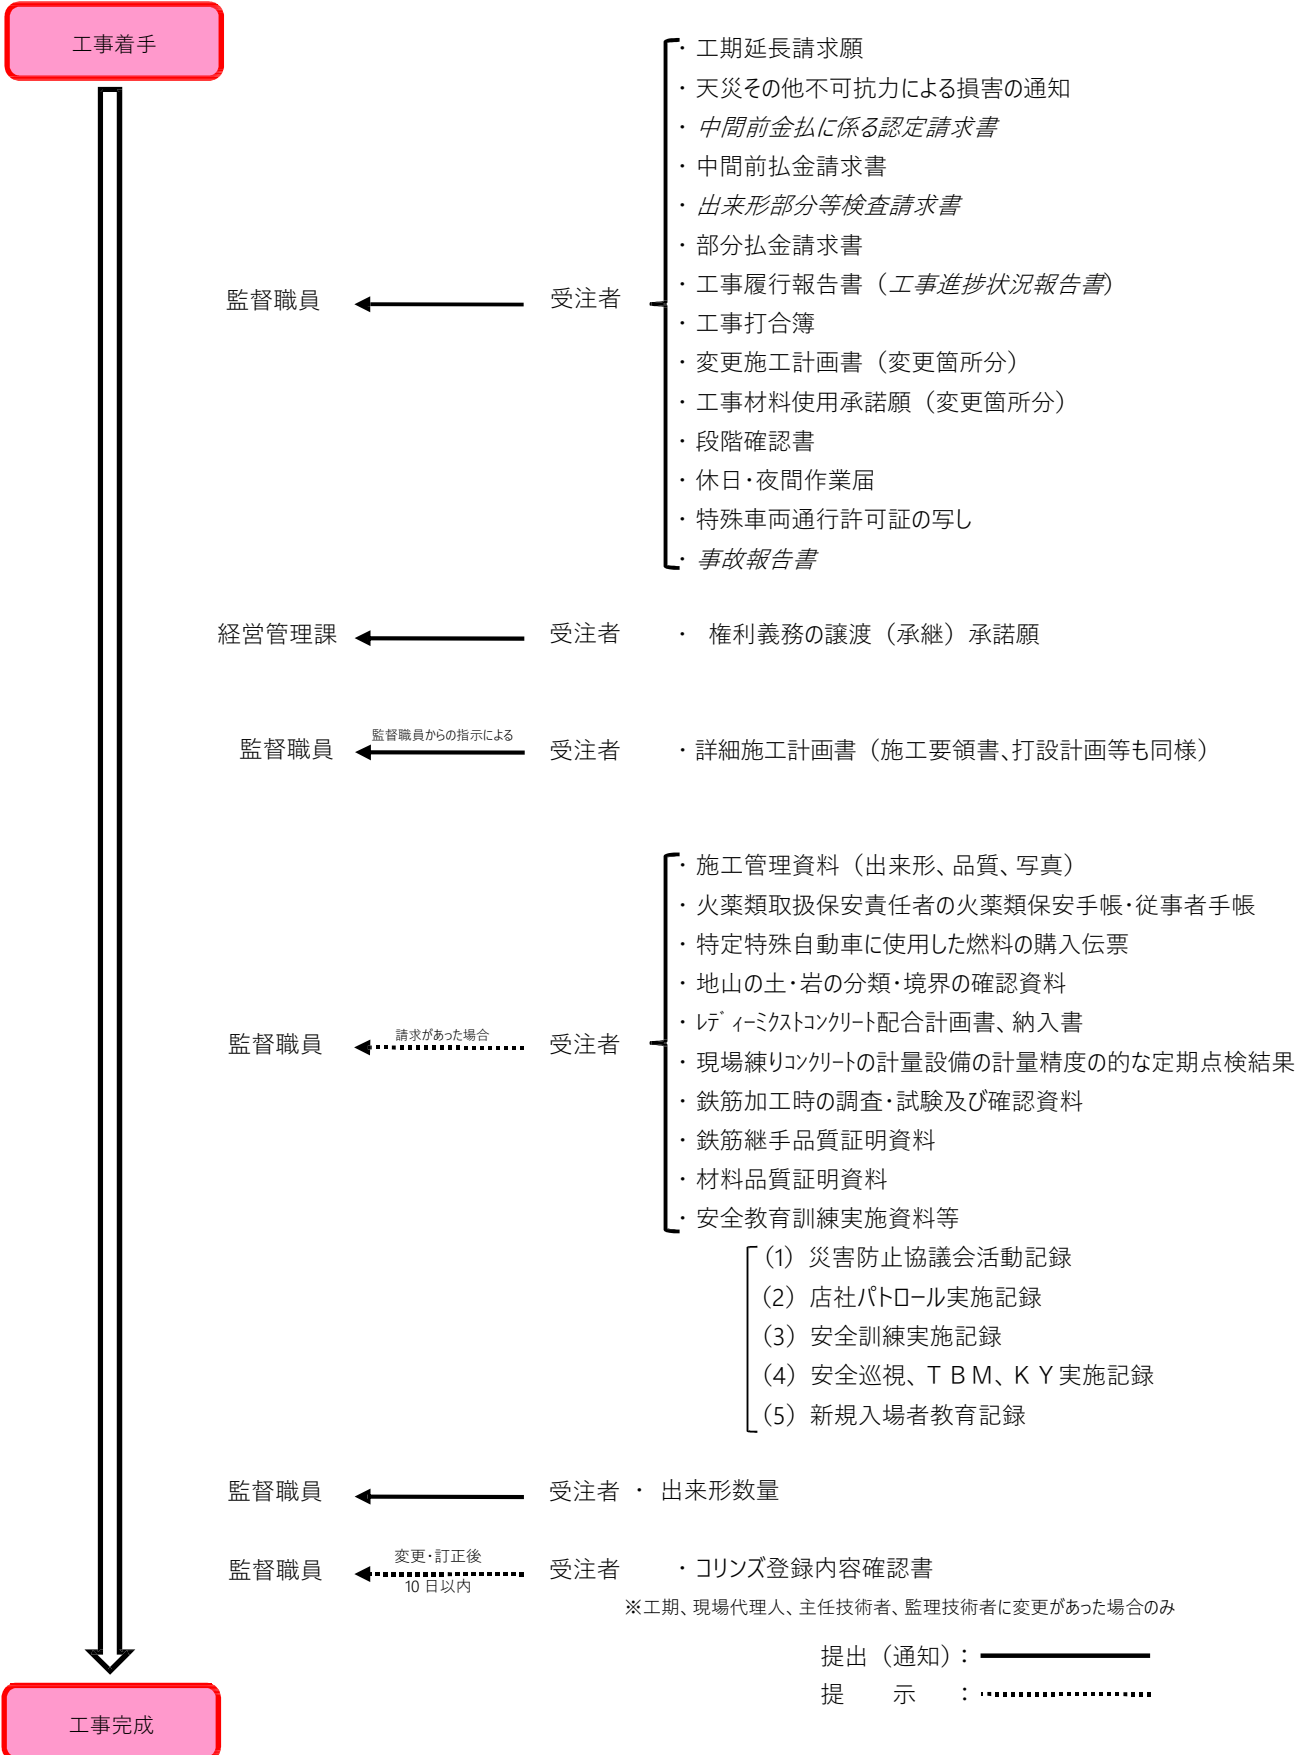 工事着手
・ 工期延長請求願
・ 天災その他不可抗力による損害の通知
・ 中間前金払に係る認定請求書
・ 中間前払金請求書
・ 出来形部分等検査請求書
・ 部分払金請求書
監督職員 受注者 ・ 工事履行報告書（工事進捗状況報告書）
・ 工事打合簿
・ 変更施工計画書（変更箇所分）
・ 工事材料使用承諾願（変更箇所分）
・ 段階確認書
・ 休日・夜間作業届
・ 特殊車両通行許可証の写し
・ 事故報告書
経営管理課 受注者 ・ 権利義務の譲渡（承継）承諾願
監督職員からの指示による
監督職員 受注者 ・ 詳細施工計画書（施工要領書、打設計画等も同様）
・ 施工管理資料（出来形、品質、写真）
・ 火薬類取扱保安責任者の火薬類保安手帳・従事者手帳
・ 特定特殊自動車に使用した燃料の購入伝票
・ 地山の土・岩の分類・境界の確認資料
・ ﾚﾃﾞｨｰﾐｸｽﾄｺﾝｸﾘｰﾄ配合計画書、納入書
請求があった場合
監督職員 受注者
・ 現場練りｺﾝｸﾘｰﾄの計量設備の計量精度の的な定期点検結果
・ 鉄筋加工時の調査・試験及び確認資料
・ 鉄筋継手品質証明資料
・ 材料品質証明資料
・ 安全教育訓練実施資料等
(1) 災害防止協議会活動記録
(2) 店社パトロール実施記録
(3) 安全訓練実施記録
(4) 安全巡視、ＴＢＭ、ＫＹ実施記録
(5) 新規入場者教育記録
監督職員 受注者 ・ 出来形数量
変更・訂正後
監督職員 受注者 ・ コリンズ登録内容確認書
10 日以内
※工期、現場代理人、主任技術者、監理技術者に変更があった場合のみ
提出（通知）：
提　　示　：
工事完成